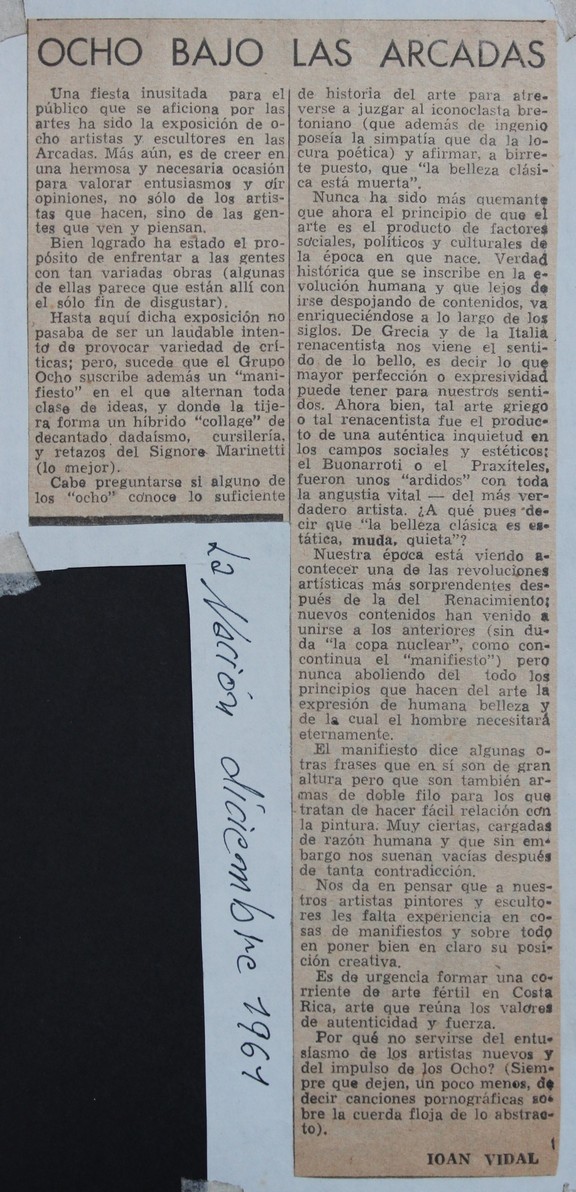 OCHO BAJO LAS ARCADAS
Una fiesta inusitada para el
público que se aficiona por las
artes ha sido la exposición de o-
cho artistas y escultores en las
Arcadas. Más aún, es de creer en
una hermosa y necesaria ocasión
para valorar entusiasmos y oír
opiniones, no sólo de los artis-
tas que hacen, sino de las gen-
tes que ven y piensan.
Bien logrado ha estado el pro-
pósito de enfrentar a las gentes
con tan variadas obras (algunas
de ellas parece que están allí con
el sólo fin de disgustar).
Hasta aquí dicha exposición no
pasaba de ser un laudable inten-
to de provocar variedad de crí-
ticas; pero, sucede que el Grupo
Ocho suscribe además un "mani-
fiesto" en el que alternan toda
clase de ideas, y donde la tije-
ra forma un híbrido "collage" de
decantado dadaísmo, cursilería,
y retazos del Signore Marinetti
(lo mejor).
Cabe preguntarse si alguno de
los "ocho" conoce lo suficiente
de historia del arte para atre-
verse a juzgar al iconoclasta bre-
toniano (que además de ingenio
poseía la simpatía que da la lo-
cura poética) y afirmar, a birre-
te puesto, que "la belleza clási-
ca está muerta".
Nunca ha sido más quemante
que ahora el principio de que el
arte es el producto de factores
sociales, políticos y culturales de
la época en que nace. Verdad
histórica que se inscribe en la e-
volución humana y que lejos de
irse despojando de contenidos, va
enriqueciéndose a lo largo de los
siglos. De Grecia y de la Italia
renacentista nos viene el senti-
do de lo bello, es decir lo que
mayor perfección o expresividad
puede tener para nuestros senti-
dos. Ahora bien, tal arte griego
o tal renacentista fue el produc-
to de una auténtica inquietud en
los campos sociales y estéticos;
el Buonarroti o el Praxíteles,
fueron unos "ardidos" con toda
la angustia vital — del más ver-
dadero artista. ¿A qué pues de-
cir que "la belleza clásica es es-
tática, muda, quieta"?
Nuestra época está viendo a-
contecer una de las revoluciones
artísticas más sorprendentes des-
pués de la del Renacimiento;
nuevos contenidos han venido a
unirse a los anteriores (sin du-
da "la copa nuclear", como con-
continua el "manifiesto") pero
nunca aboliendo del todo los
principios que hacen del arte la
expresión de humana belleza y
de la cual el hombre necesitará
eternamente.
El manifiesto dice algunas o-
tras frases que en sí son de gran
altura pero que son también ar-
mas de doble filo para los que
tratan de hacer fácil relación con
la pintura. Muy ciertas, cargadas
de razón humana y que sin em-
bargo nos suenan vacías después
de tanta contradicción.
Nos da en pensar que a nues-
tros artistas pintores y esculto-
res les falta experiencia en co-
sas de manifiestos y sobre todo
en poner bien en claro su posi-
ción creativa.
Es de urgencia formar una co-
rriente de arte fértil en Costa
Rica, arte que reúna los valores
de autenticidad y fuerza.
Por qué no servirse del entu-
siasmo de los artistas nuevos y
del impulso de los Ocho? (Siem-
pre que dejen, un poco menos, de
decir canciones pornográficas so-
bre la cuerda floja de lo abstrac-
to).
IOAN VIDAL
La Nación diciembre 1961